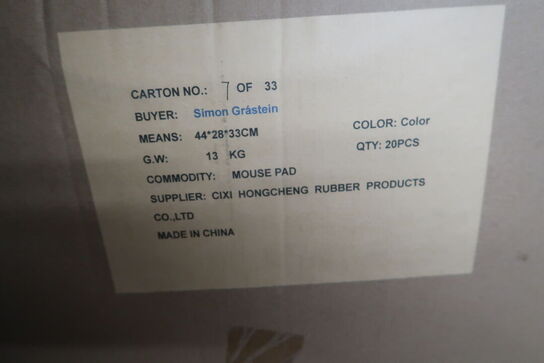 CARTON NO.: 7 OF 33
BUYER: Simon Gråstein
MEANS: 44*28*33CM COLOR: Color
G.W: 13 KG QTY: 20PCS
COMMODITY: MOUSE PAD
SUPPLIER: CIXI HONGCHENG RUBBER PRODUCTS
CO.,LTD
MADE IN CHINA